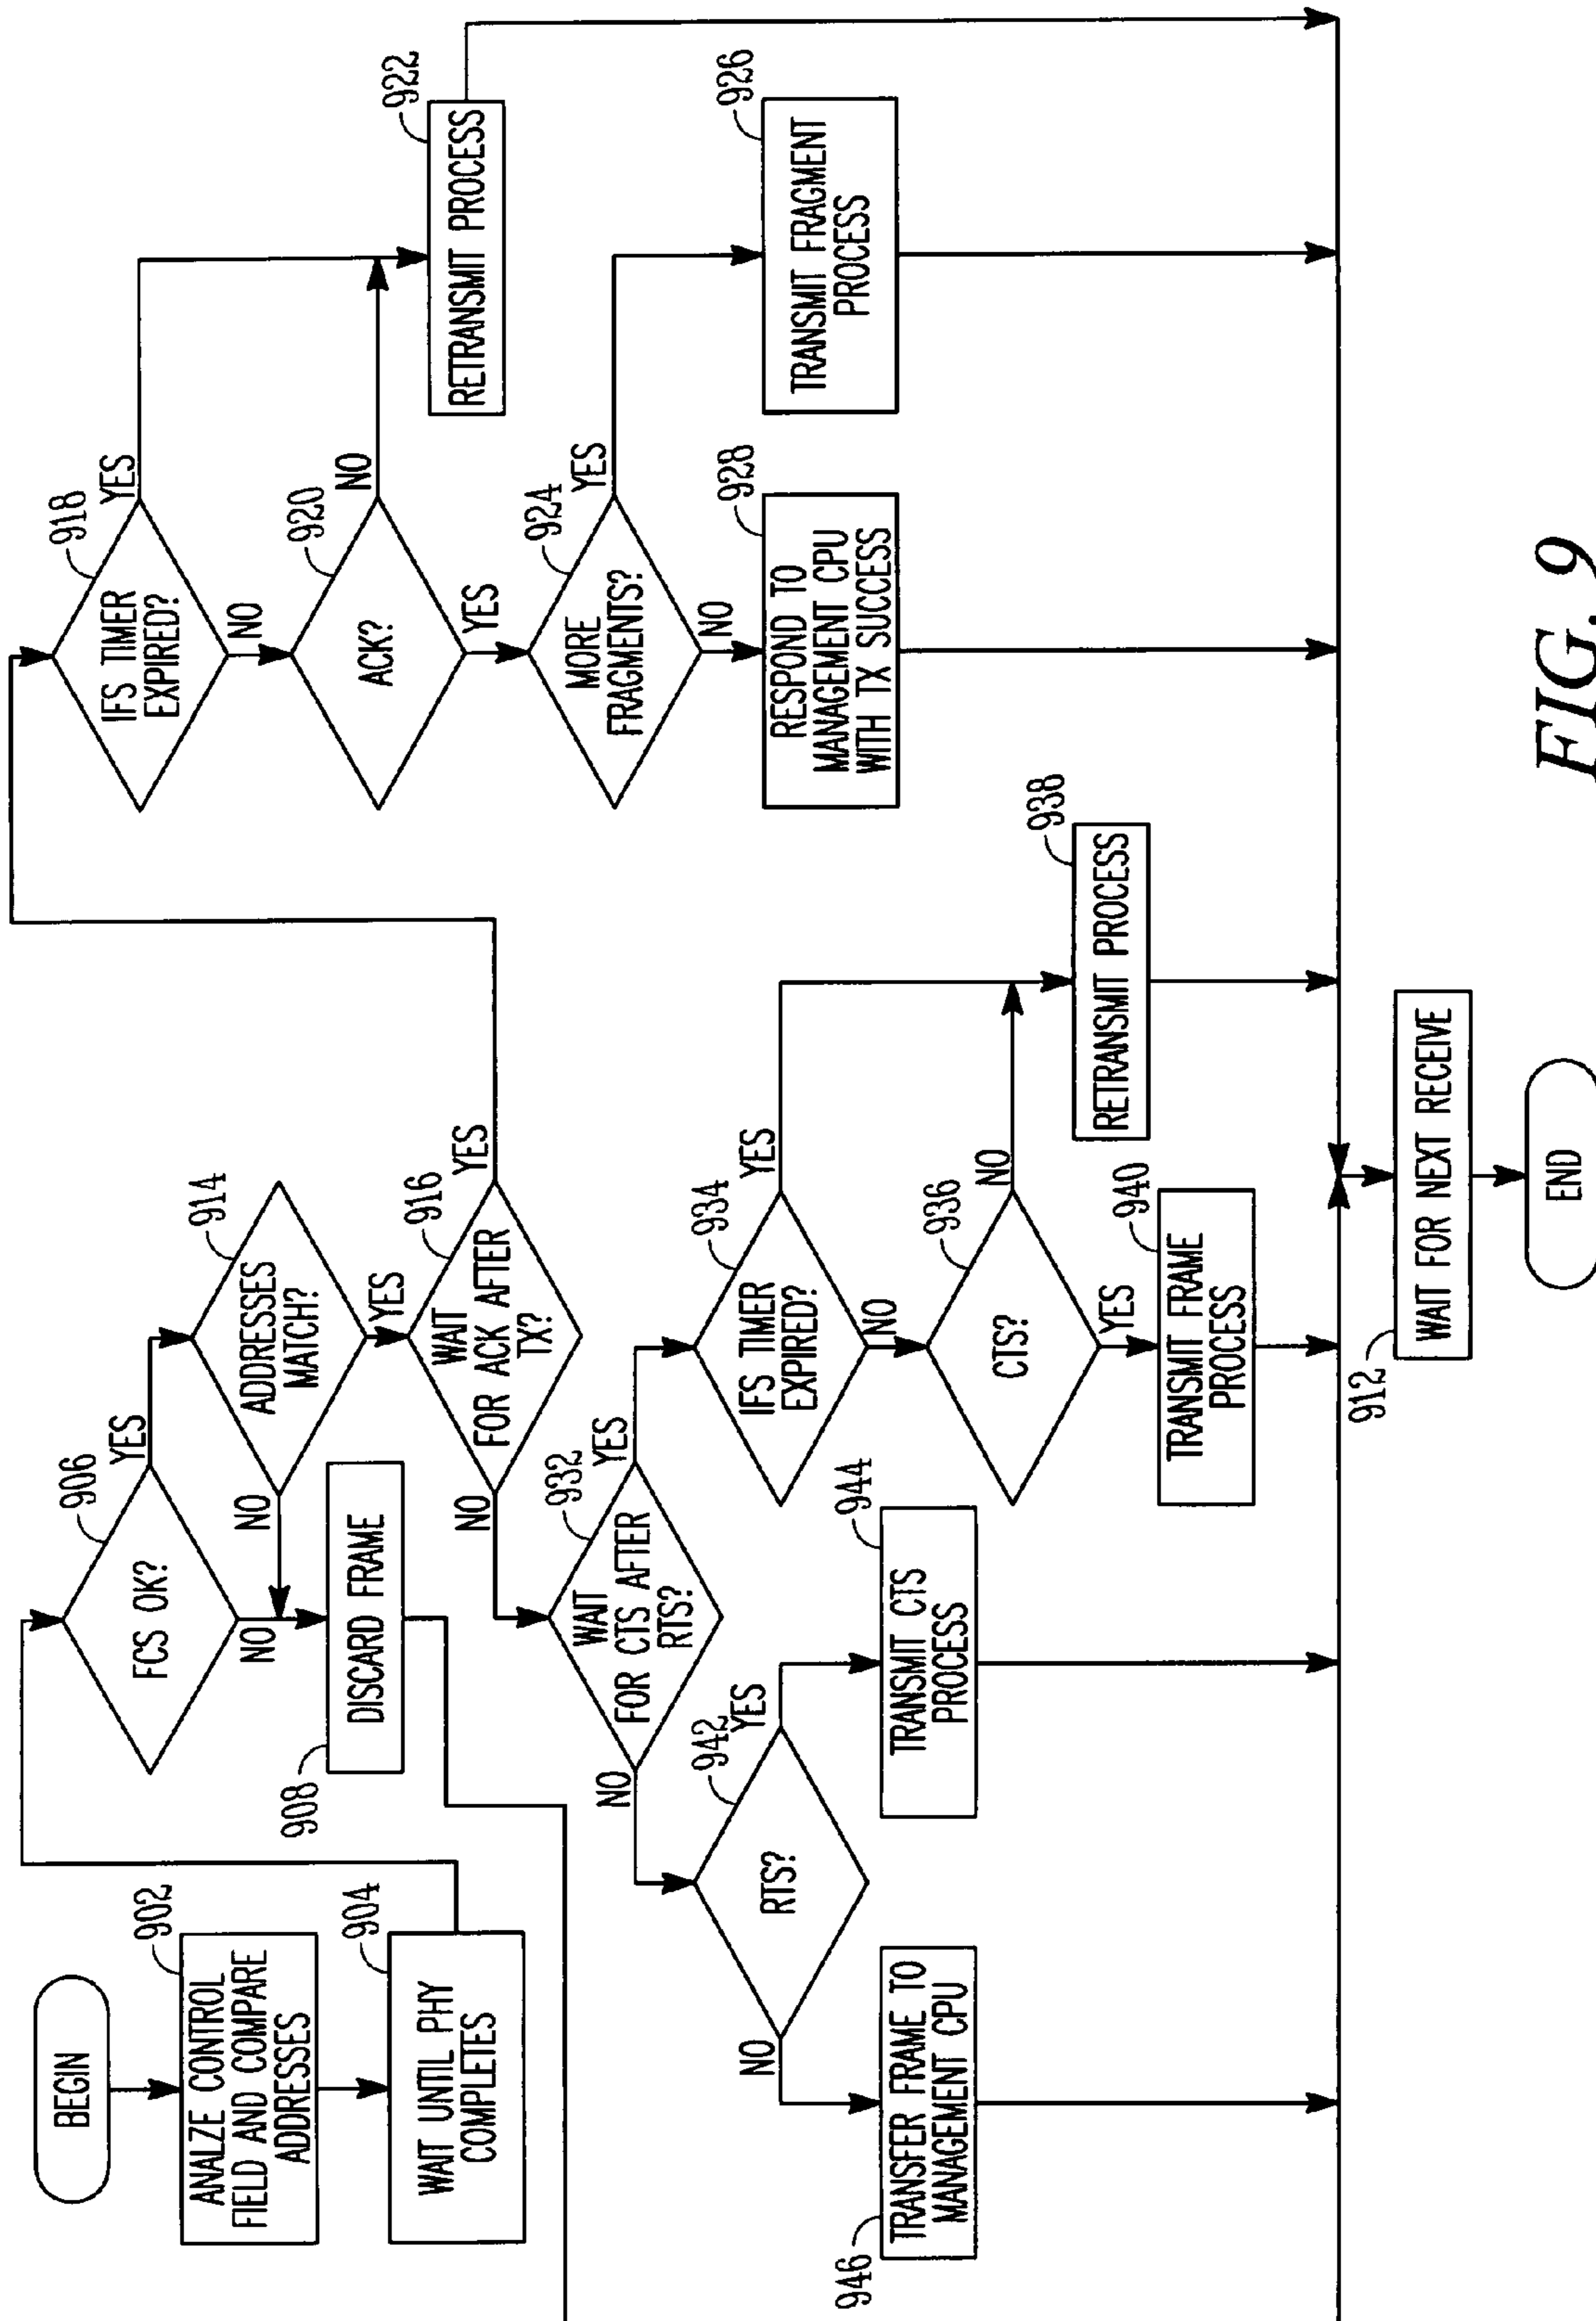 BEGIN
902
ANALZE CONTROL
FIELD AND COMPARE
ADDRESSES
904
WAIT UNTIL PHY
COMPLETES
906
FCS OK?
YES
NO
908
DISCARD FRAME
914
ADDRESSES
MATCH?
NO
YES
916
WAIT
FOR ACK AFTER
TX?
YES
NO
918
IFS TIMER
EXPIRED?
YES
NO
920
ACK?
NO
YES
922
RETRANSMIT PROCESS
924
MORE
FRAGMENTS?
YES
NO
926
TRANSMIT FRAGMENT
PROCESS
928
RESPOND TO
MANAGEMENT CPU
WITH TX SUCCESS
932
WAIT
FOR CTS AFTER
RTS?
YES
NO
934
IFS TIMER
EXPIRED?
YES
NO
936
CTS?
NO
YES
938
RETRANSMIT PROCESS
940
TRANSMIT FRAME
PROCESS
942
RTS?
YES
NO
944
TRANSMIT CTS
PROCESS
946
TRANSFER FRAME TO
MANAGEMENT CPU
912
WAIT FOR NEXT RECEIVE
END
FIG. 9